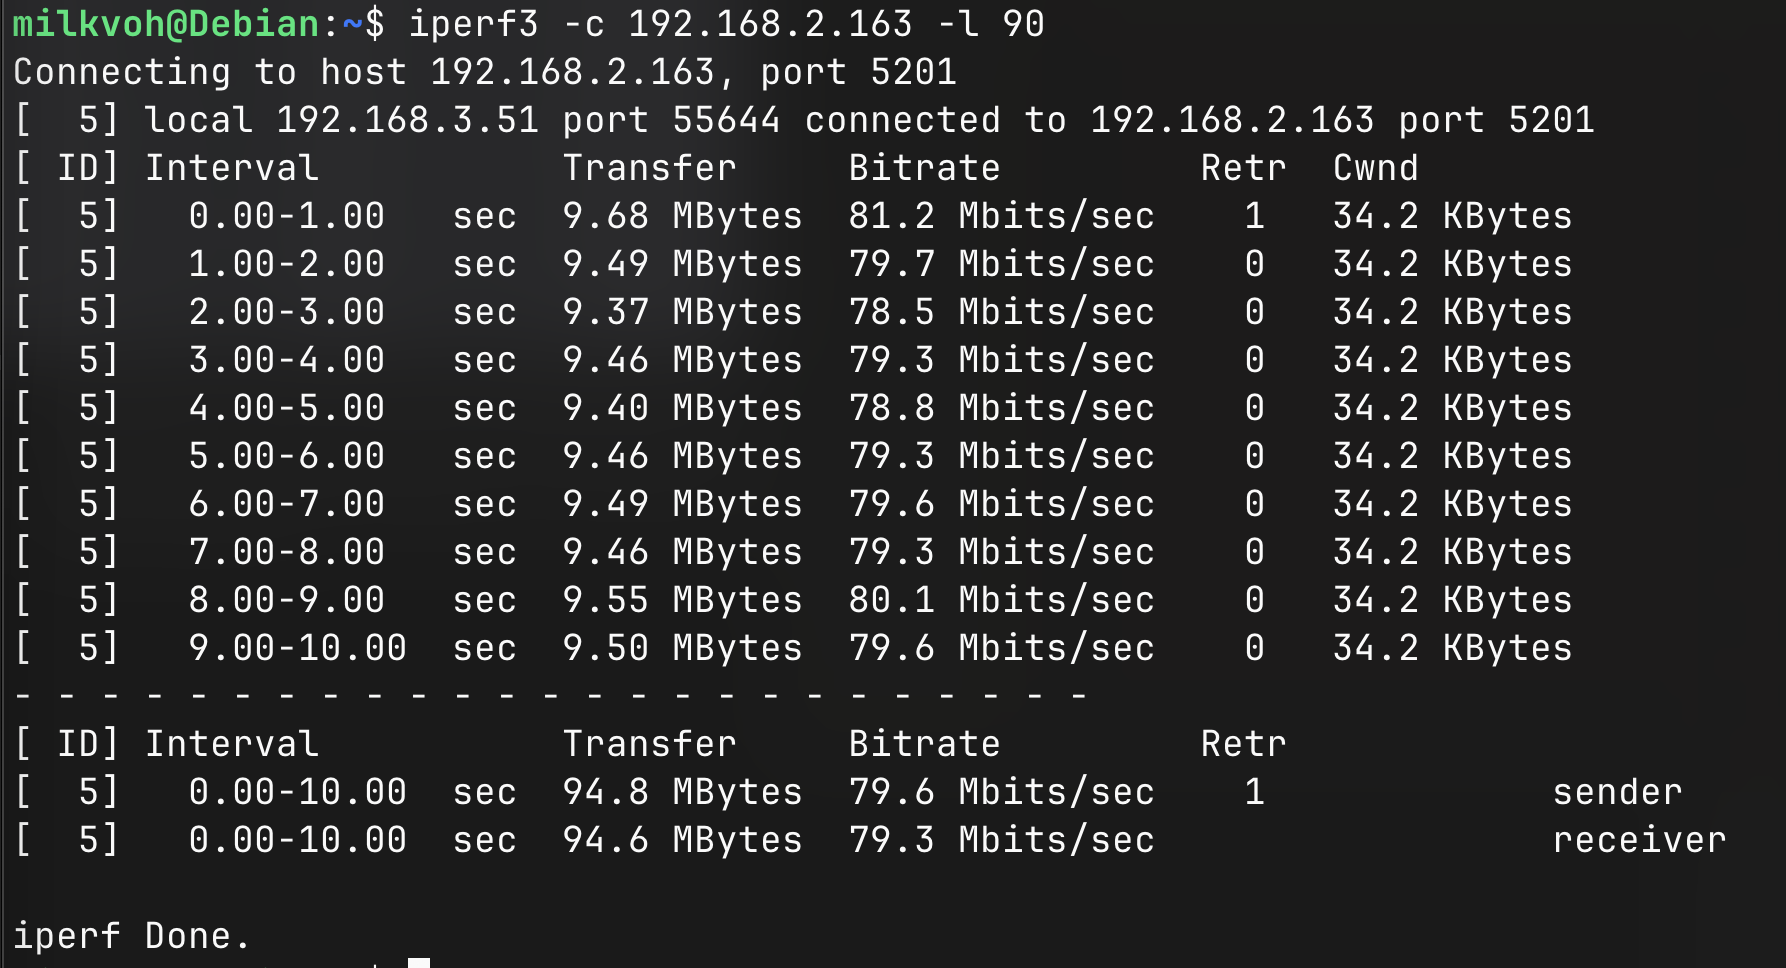 milkvoh@Debian:~$ iperf3 -c 192.168.2.163 -l 90
Connecting to host 192.168.2.163, port 5201
[  5] local 192.168.3.51 port 55644 connected to 192.168.2.163 port 5201
[ ID] Interval           Transfer     Bitrate         Retr  Cwnd
[  5]   0.00-1.00   sec  9.68 MBytes  81.2 Mbits/sec    1   34.2 KBytes
[  5]   1.00-2.00   sec  9.49 MBytes  79.7 Mbits/sec    0   34.2 KBytes
[  5]   2.00-3.00   sec  9.37 MBytes  78.5 Mbits/sec    0   34.2 KBytes
[  5]   3.00-4.00   sec  9.46 MBytes  79.3 Mbits/sec    0   34.2 KBytes
[  5]   4.00-5.00   sec  9.40 MBytes  78.8 Mbits/sec    0   34.2 KBytes
[  5]   5.00-6.00   sec  9.46 MBytes  79.3 Mbits/sec    0   34.2 KBytes
[  5]   6.00-7.00   sec  9.49 MBytes  79.6 Mbits/sec    0   34.2 KBytes
[  5]   7.00-8.00   sec  9.46 MBytes  79.3 Mbits/sec    0   34.2 KBytes
[  5]   8.00-9.00   sec  9.55 MBytes  80.1 Mbits/sec    0   34.2 KBytes
[  5]   9.00-10.00  sec  9.50 MBytes  79.6 Mbits/sec    0   34.2 KBytes
- - - - - - - - - - - - - - - - - - - - - - - - -
[ ID] Interval           Transfer     Bitrate         Retr
[  5]   0.00-10.00  sec  94.8 MBytes  79.6 Mbits/sec    1             sender
[  5]   0.00-10.00  sec  94.6 MBytes  79.3 Mbits/sec                  receiver

iperf Done.